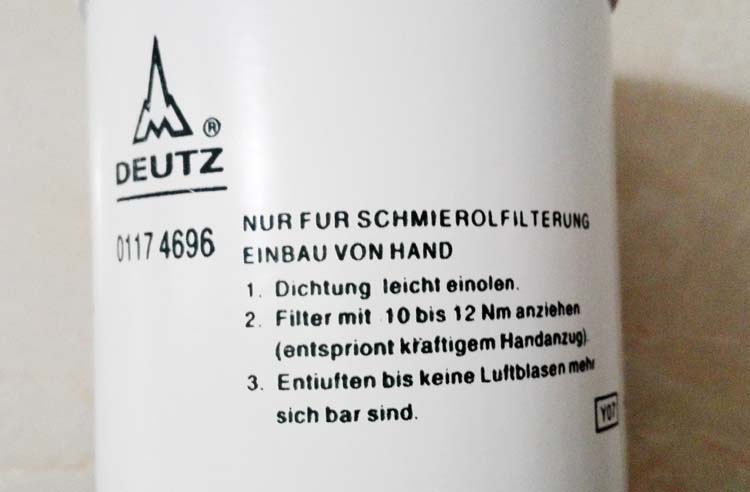 ®
DEUTZ
0117 4696
NUR FUR SCHMIEROLFILTERUNG
EINBAU VON HAND
1. Dichtung leicht einolen.
2. Filter mit 10 bis 12 Nm anziehen
(entspriont kräftigem Handanzug).
3. Entiuften bis keine Luftblasen mehr
sich bar sind.
Y07